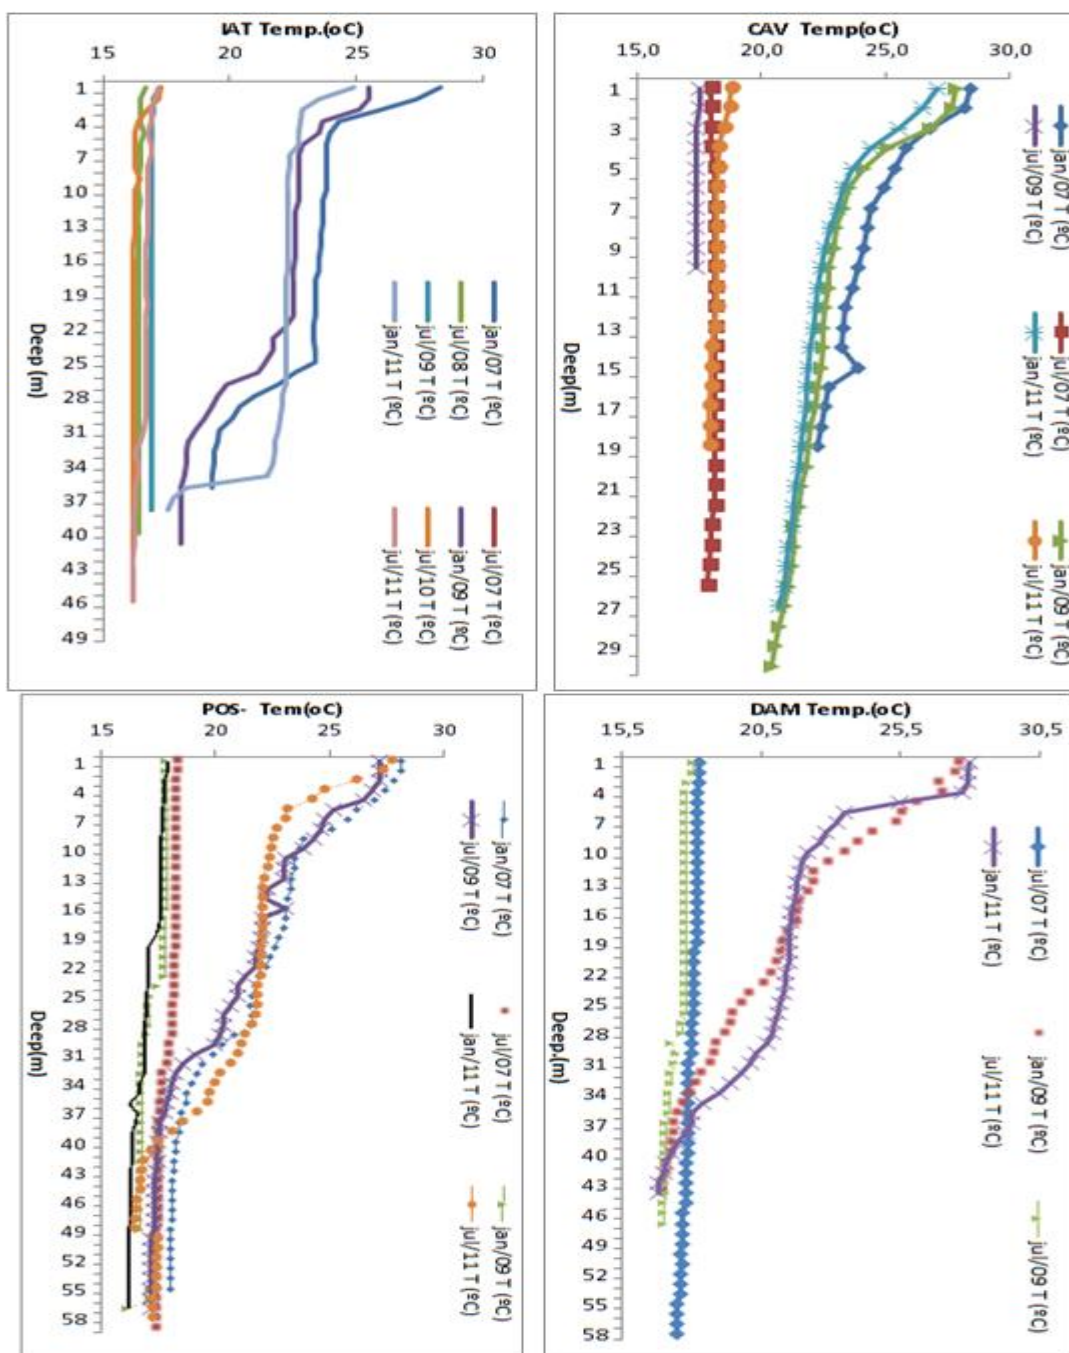 IAT Temp.(oC)
15 20 25 30
1
4
7
10
13
16
19
22
25
28
31
34
37
40
43
46
49
Deep (m)
jan/07 T (ºC)
jul/08 T (ºC)
jul/09 T (ºC)
jan/11 T (ºC)
jul/07 T (ºC)
jan/09 T (ºC)
jul/10 T (ºC)
jul/11 T (ºC)
CAV Temp(oC)
15,0 20,0 25,0 30,0
1
3
5
7
9
11
13
15
17
19
21
23
25
27
29
Deep(m)
jan/07 T (ºC)
jul/09 T (ºC)
jul/07 T (ºC)
jan/11 T (ºC)
jan/09 T (ºC)
jul/11 T (ºC)
POS- Tem(oC)
15 20 25 30
1
4
7
10
13
16
19
22
25
28
31
34
37
40
43
46
49
52
55
58
Deep(m)
jan/07 T (ºC)
jul/09 T (ºC)
jul/07 T (ºC)
jan/11 T (ºC)
jan/09 T (ºC)
jul/11 T (ºC)
DAM Temp.(oC)
15,5 20,5 25,5 30,5
1
4
7
10
13
16
19
22
25
28
31
34
37
40
43
46
49
52
55
58
Deep.(m)
jul/07 T (ºC)
jan/11 T (ºC)
jan/09 T (ºC)
jul/11 T (ºC)
jul/09 T (ºC)